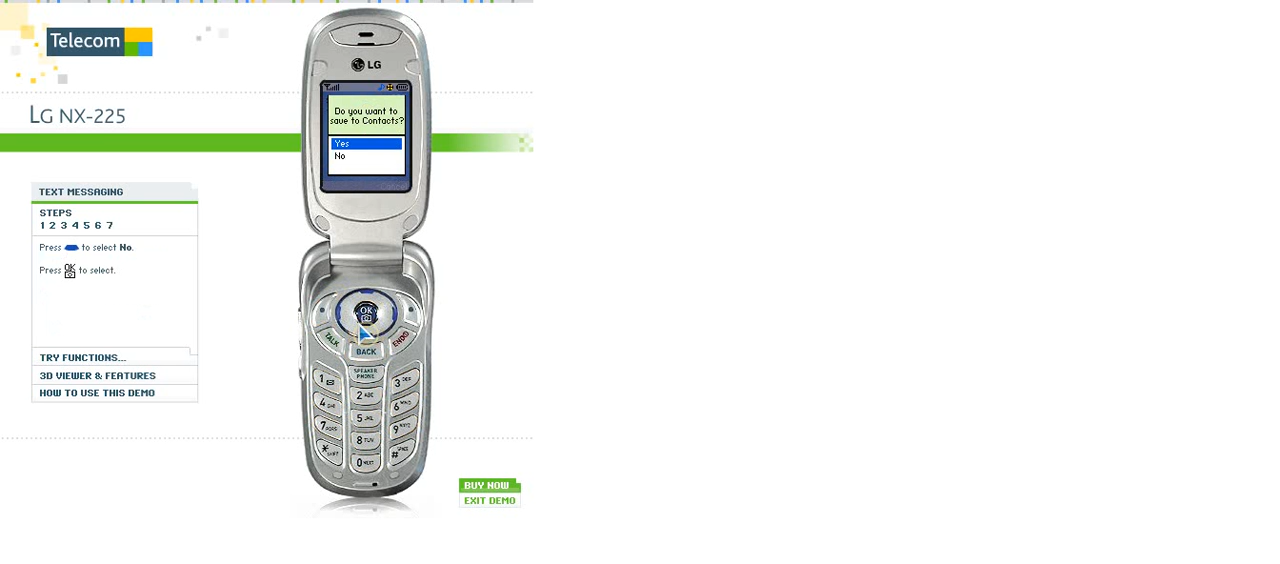 Telecom
LG NX-225
LG
Do you want to
save to Contacts?
Yes
No
TEXT MESSAGING
STEPS
1 2 3 4 5 6 7
Press to select No.
Press OK to select.
TRY FUNCTIONS...
3D VIEWER & FEATURES
HOW TO USE THIS DEMO
OK
TALK
BACK
SPEAKER
PHONE
1
2 ABC
3 DEF
4 GHI
5 JKL
6 MNO
7 PQRS
8 TUV
9 WXYZ
*
0 NEXT
#
BUY NOW
EXIT DEMO